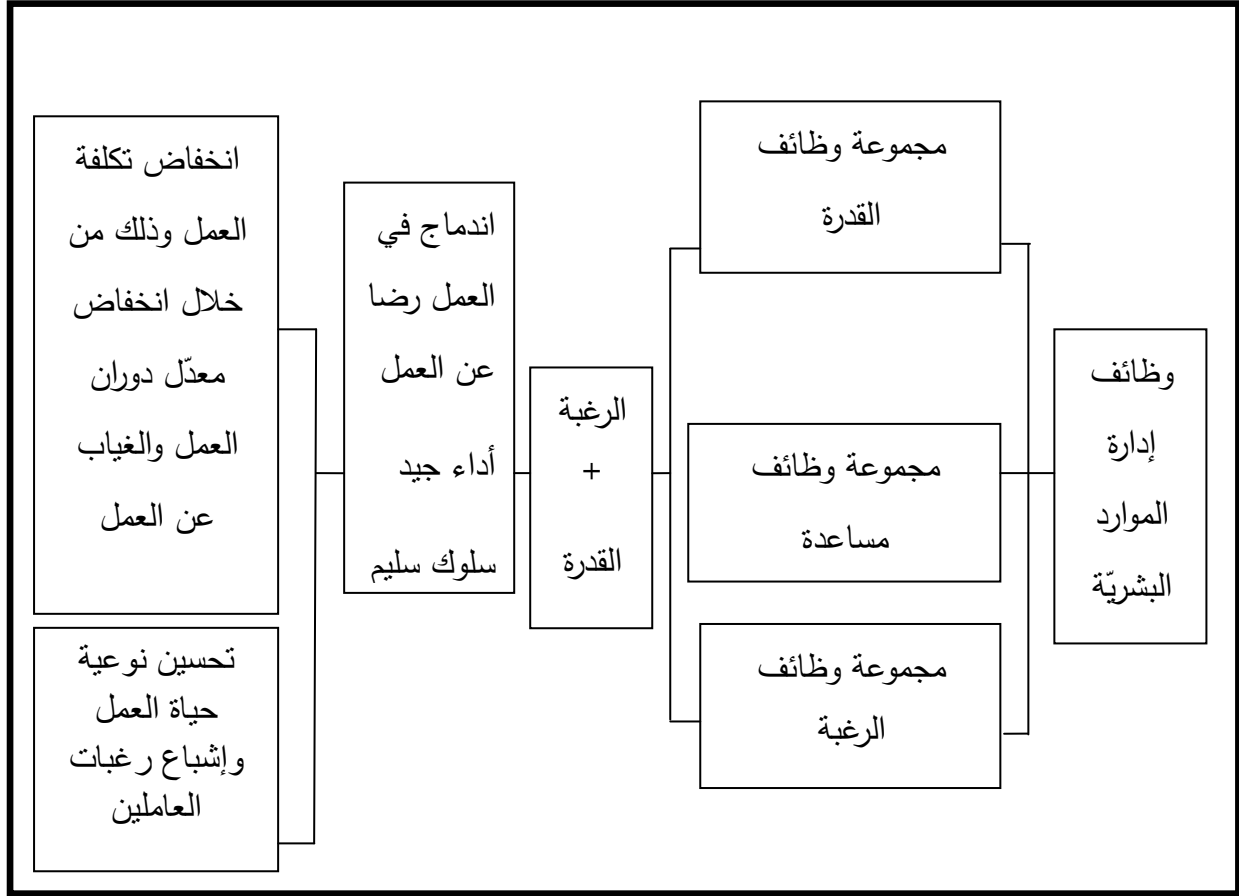 وظائف
إدارة
الموارد
البشريّة
مجموعة وظائف
القدرة
مجموعة وظائف
مساعدة
مجموعة وظائف
الرغبة
الرغبة
+
القدرة
اندماج في
العمل رضا
عن العمل
أداء جيد
سلوك سليم
انخفاض تكلفة
العمل وذلك من
خلال انخفاض
معدّل دوران
العمل والغياب
عن العمل
تحسين نوعية
حياة العمل
وإشباع رغبات
العاملين